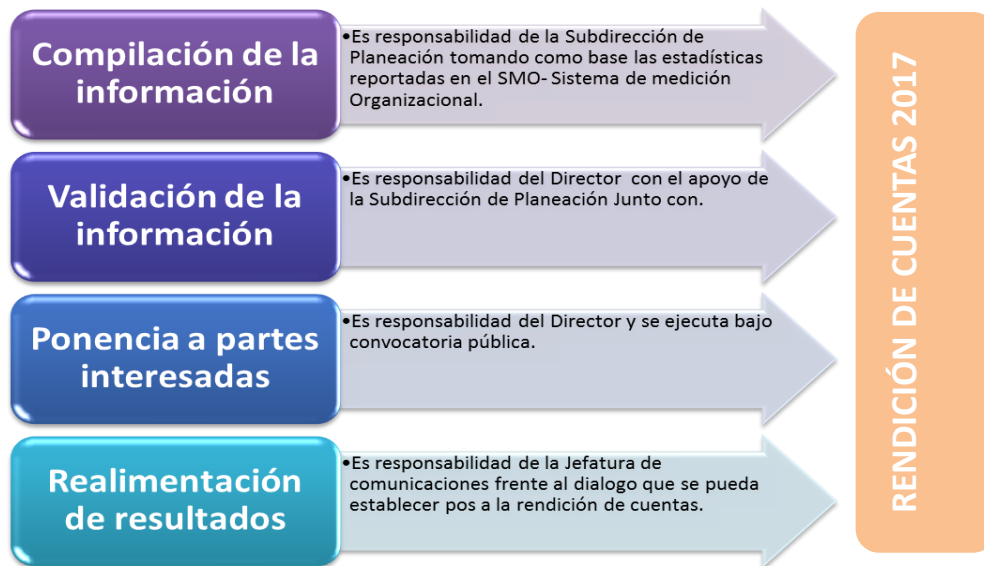 Compilación de la
información
•Es responsabilidad de la Subdirección de
Planeación tomando como base las estadísticas
reportadas en el SMO- Sistema de medición
Organizacional.
Validación de la
información
•Es responsabilidad del Director con el apoyo de
la Subdirección de Planeación Junto con.
Ponencia a partes
interesadas
•Es responsabilidad del Director y se ejecuta bajo
convocatoria pública.
Realimentación
de resultados
•Es responsabilidad de la Jefatura de
comunicaciones frente al dialogo que se pueda
establecer pos a la rendición de cuentas.
RENDICIÓN DE CUENTAS 2017